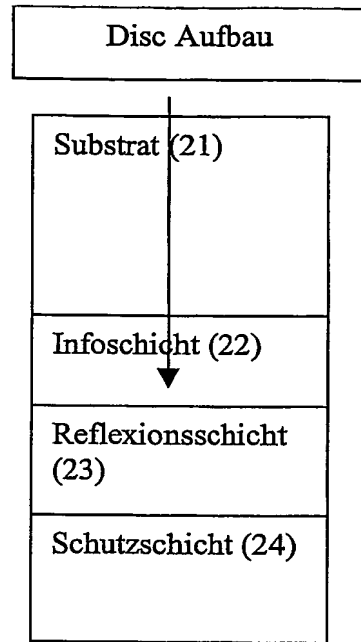 Disc Aufbau
Substrat (21)
Infoschicht (22)
Reflexionsschicht
(23)
Schutzschicht (24)